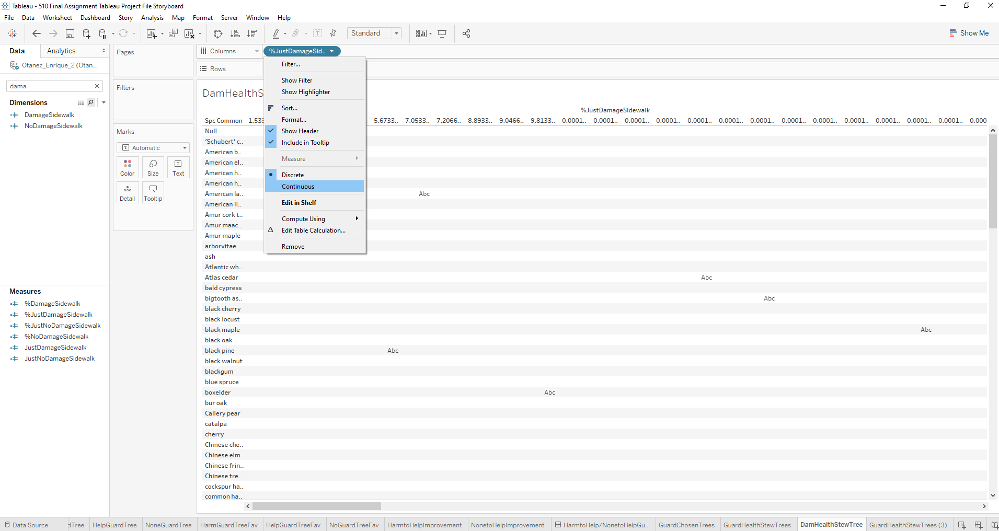 Tableau - 510 Final Assignment Tableau Project File Storyboard
File Data Worksheet Dashboard Story Analysis Map Format Server Window Help
Standard
Show Me
Data Analytics
Otanez_Enrique_2 (Otan...
dama
Dimensions
DamageSidewalk
NoDamageSidewalk
Measures
%DamageSidewalk
%JustDamageSidewalk
%JustNoDamageSidewalk
%NoDamageSidewalk
JustDamageSidewalk
JustNoDamageSidewalk
Pages
Filters
Marks
Automatic
Color Size Text
Detail Tooltip
Columns %JustDamageSid..
Rows
Filter...
Show Filter
Show Highlighter
Sort...
Format...
Show Header
Include in Tooltip
Measure
Discrete
Continuous
Edit in Shelf
Compute Using
Edit Table Calculation...
Remove
DamHealthS
%JustDamageSidewalk
Spc Common 1.533 5.6733.. 7.0533.. 7.2066.. 8.8933.. 9.0466.. 9.8133.. 0.0001.. 0.0001.. 0.0001.. 0.0001.. 0.0001.. 0.0001.. 0.0001.. 0.0001.. 0.0001.. 0.0001.. 0.0001.. 0.0001.. 0.0001.. 0.000
Null
'Schubert' c..
American b..
American el..
American h..
American h..
American la.. Abc
American li..
Amur cork t..
Amur maac..
Amur maple
arborvitae
ash
Atlantic wh..
Atlas cedar Abc
bald cypress
bigtooth as.. Abc
black cherry
black locust
black maple Abc
black oak
black pine Abc
black walnut
blackgum
blue spruce
boxelder Abc
bur oak
Callery pear
catalpa
cherry
Chinese che..
Chinese elm
Chinese frin..
Chinese tre..
cockspur ha..
common ha..
Data Source dTree HelpGuardTree NoneGuardTree HarmGuardTreeFav HelpGuardTreeFav NoGuardTreeFav HarmtoHelpImprovement NonetoHelpImprovement HarmtoHelp/NonetoHelpGu... GuardChosenTrees GuardHealthStewTrees DamHealthStewTree GuardHealthStewTrees (3)